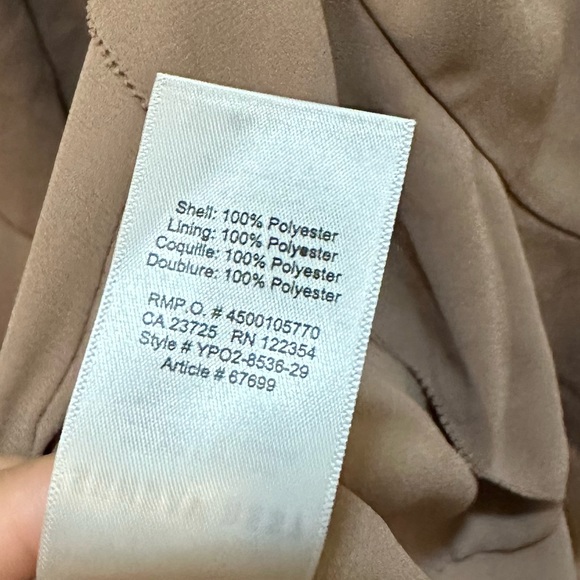 Shell: 100% Polyester
Lining: 100% Polyester
Coquille: 100% Polyester
Doublure: 100% Polyester
RMP.O. # 4500105770
CA 23725 RN 122354
Style # YPO2-8536-29
Article # 67699